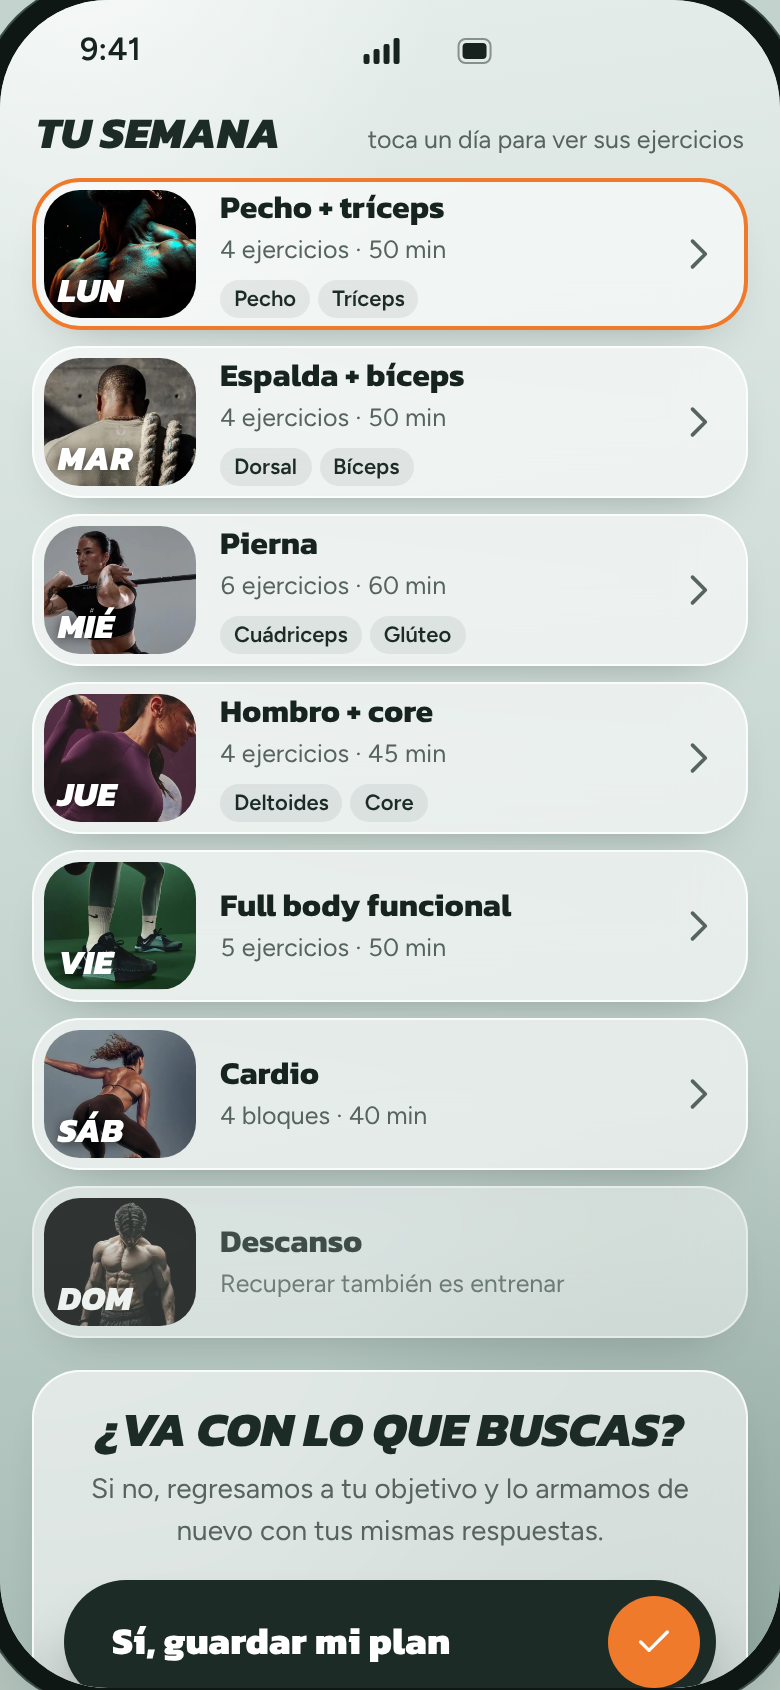 9:41
TU SEMANA
toca un día para ver sus ejercicios
LUN
Pecho + tríceps
4 ejercicios · 50 min
Pecho
Tríceps
MAR
Espalda + bíceps
4 ejercicios · 50 min
Dorsal
Bíceps
MIÉ
Pierna
6 ejercicios · 60 min
Cuádriceps
Glúteo
JUE
Hombro + core
4 ejercicios · 45 min
Deltoides
Core
VIE
Full body funcional
5 ejercicios · 50 min
SÁB
Cardio
4 bloques · 40 min
DOM
Descanso
Recuperar también es entrenar
¿VA CON LO QUE BUSCAS?
Si no, regresamos a tu objetivo y lo armamos de
nuevo con tus mismas respuestas.
Sí, guardar mi plan